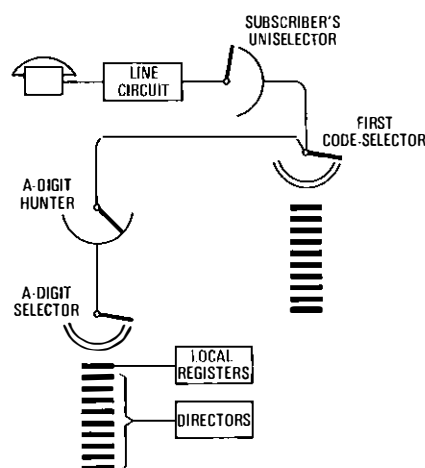 SUBSCRIBER'S
UNISELECTOR
LINE
CIRCUIT
FIRST
CODE-SELECTOR
A-DIGIT
HUNTER
A-DIGIT
SELECTOR
LOCAL
REGISTERS
DIRECTORS